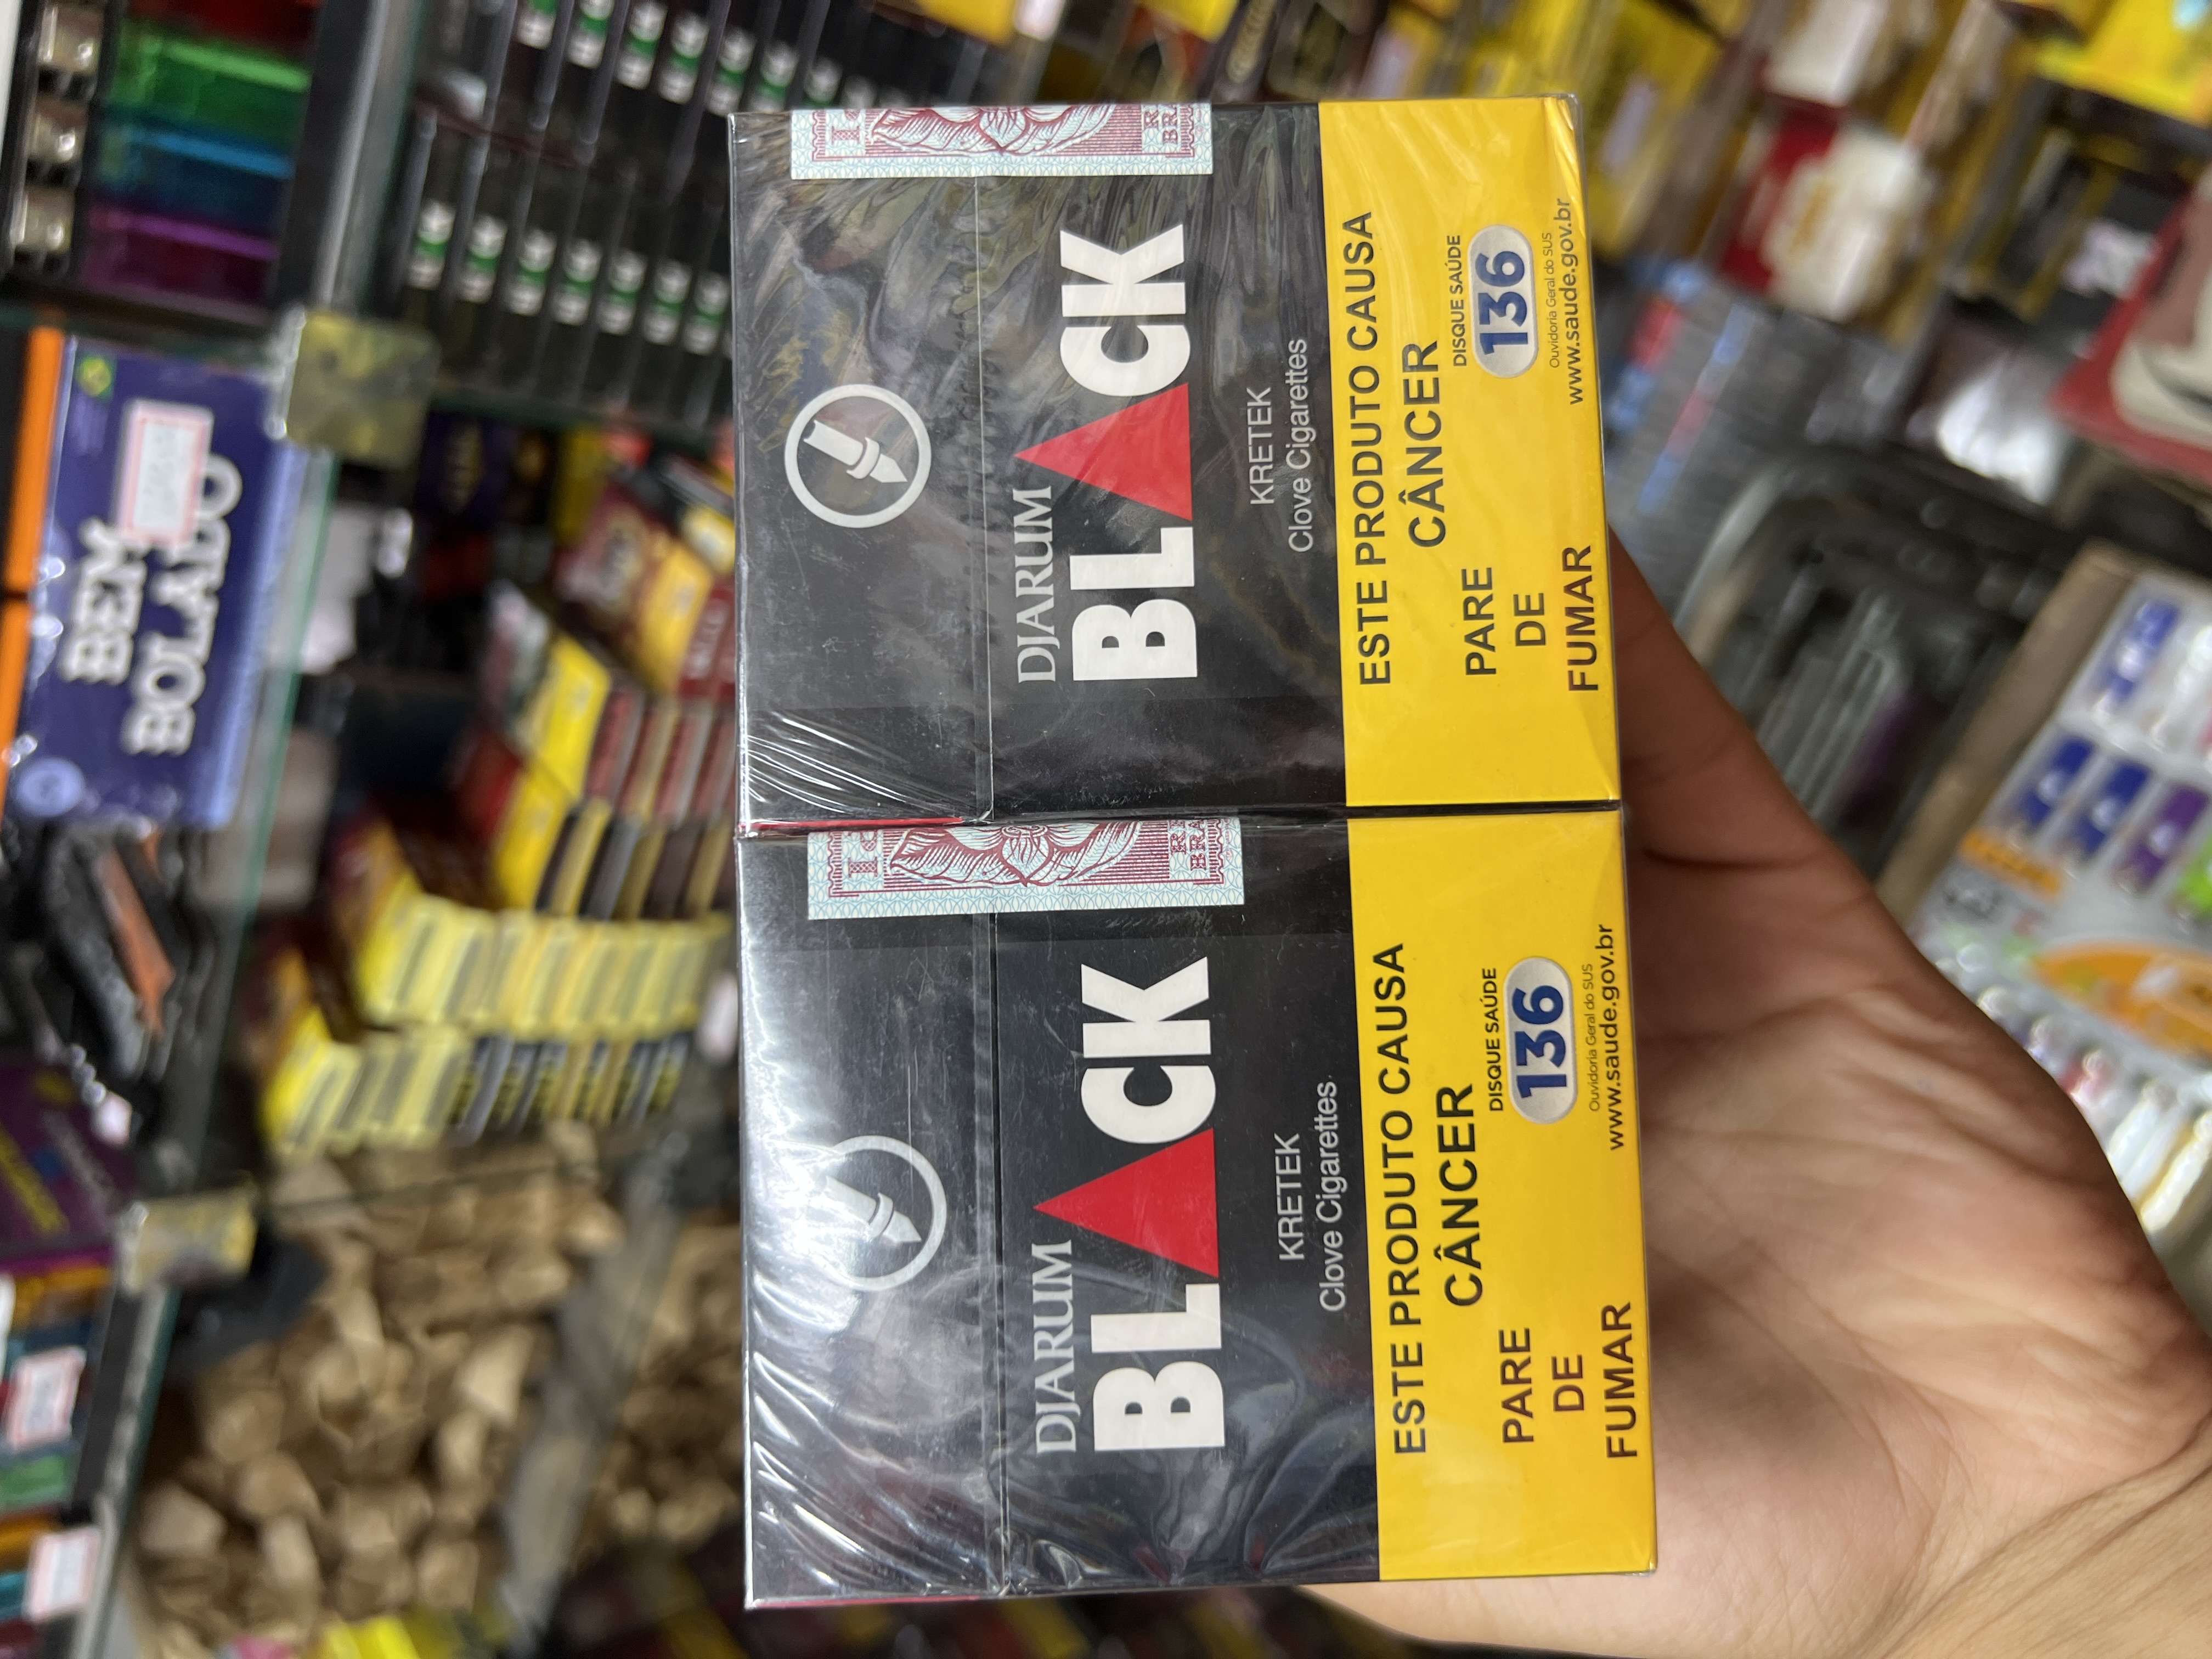 DJARUM
BLACK
KRETEK
Clove Cigarettes
ESTE PRODUTO CAUSA
CÂNCER
PARE
DE
FUMAR
DISQUE SAÚDE
136
Ouvidoria Geral do SUS
www.saude.gov.br
DJARUM
BLACK
KRETEK
Clove Cigarettes
ESTE PRODUTO CAUSA
CÂNCER
PARE
DE
FUMAR
DISQUE SAÚDE
136
Ouvidoria Geral do SUS
www.saude.gov.br
BEM
BOLADO